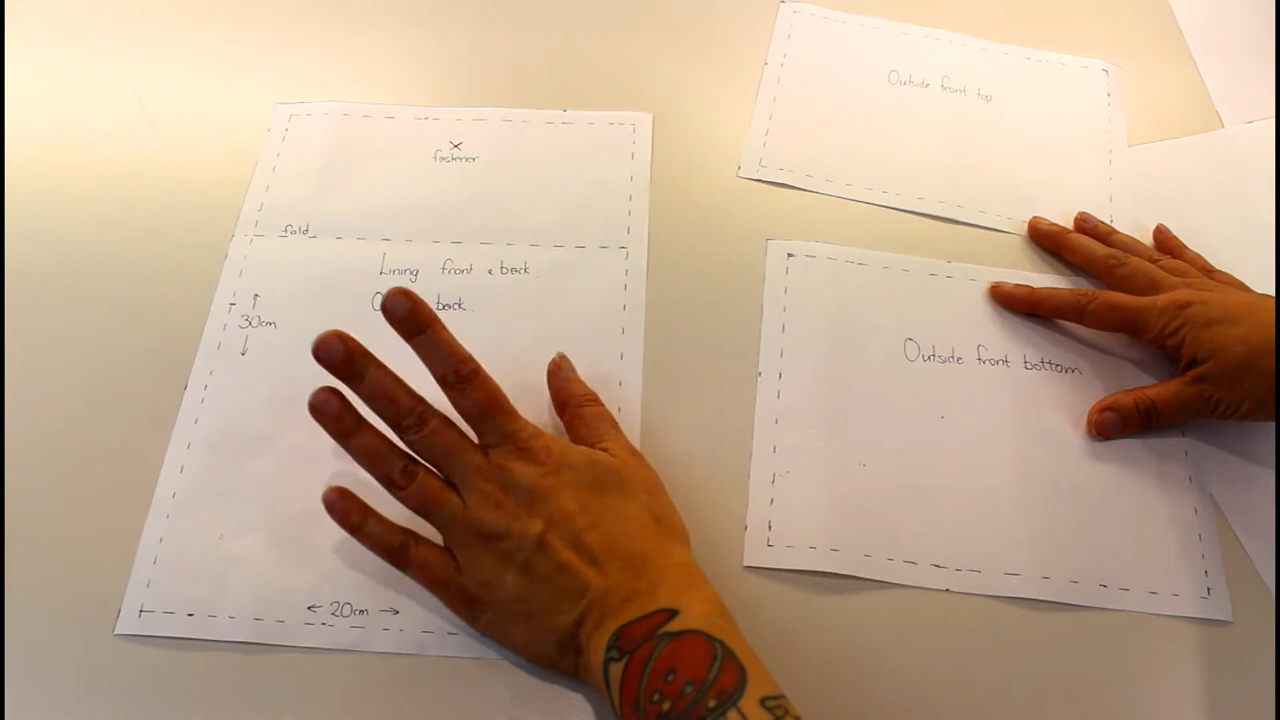 x
fastener
fold
Lining front & back
back
30cm
20cm
Outside front top
Outside front bottom